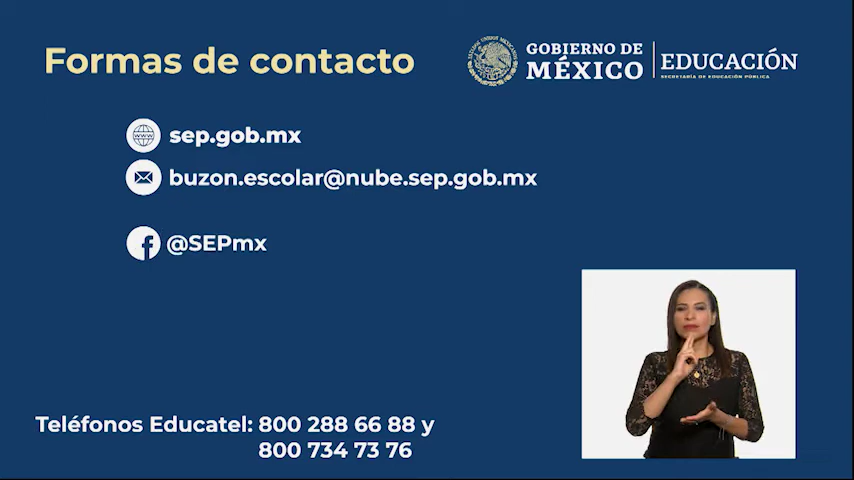 Formas de contacto
GOBIERNO DE
MÉXICO
EDUCACIÓN
SECRETARÍA DE EDUCACIÓN PÚBLICA
www
sep.gob.mx
buzon.escolar@nube.sep.gob.mx
@SEPmx
Teléfonos Educatel: 800 288 66 88 y
800 734 73 76